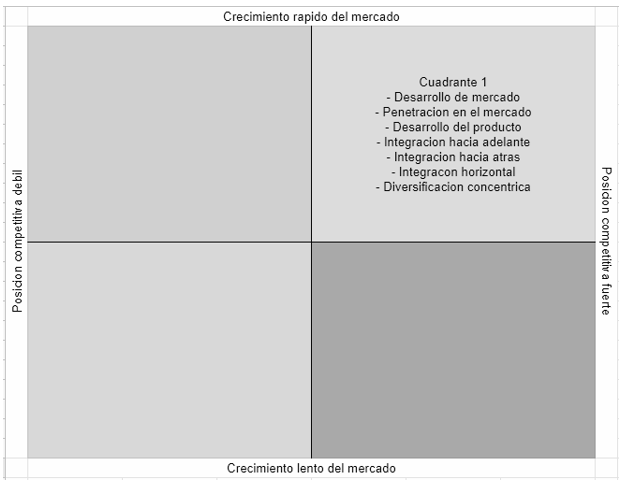 Crecimiento rapido del mercado
Posicion competitiva debil
Cuadrante 1
- Desarrollo de mercado
- Penetracion en el mercado
- Desarrollo del producto
- Integracion hacia adelante
- Integracion hacia atras
- Integracon horizontal
- Diversificacion concentrica
Posicion competitiva fuerte
Crecimiento lento del mercado